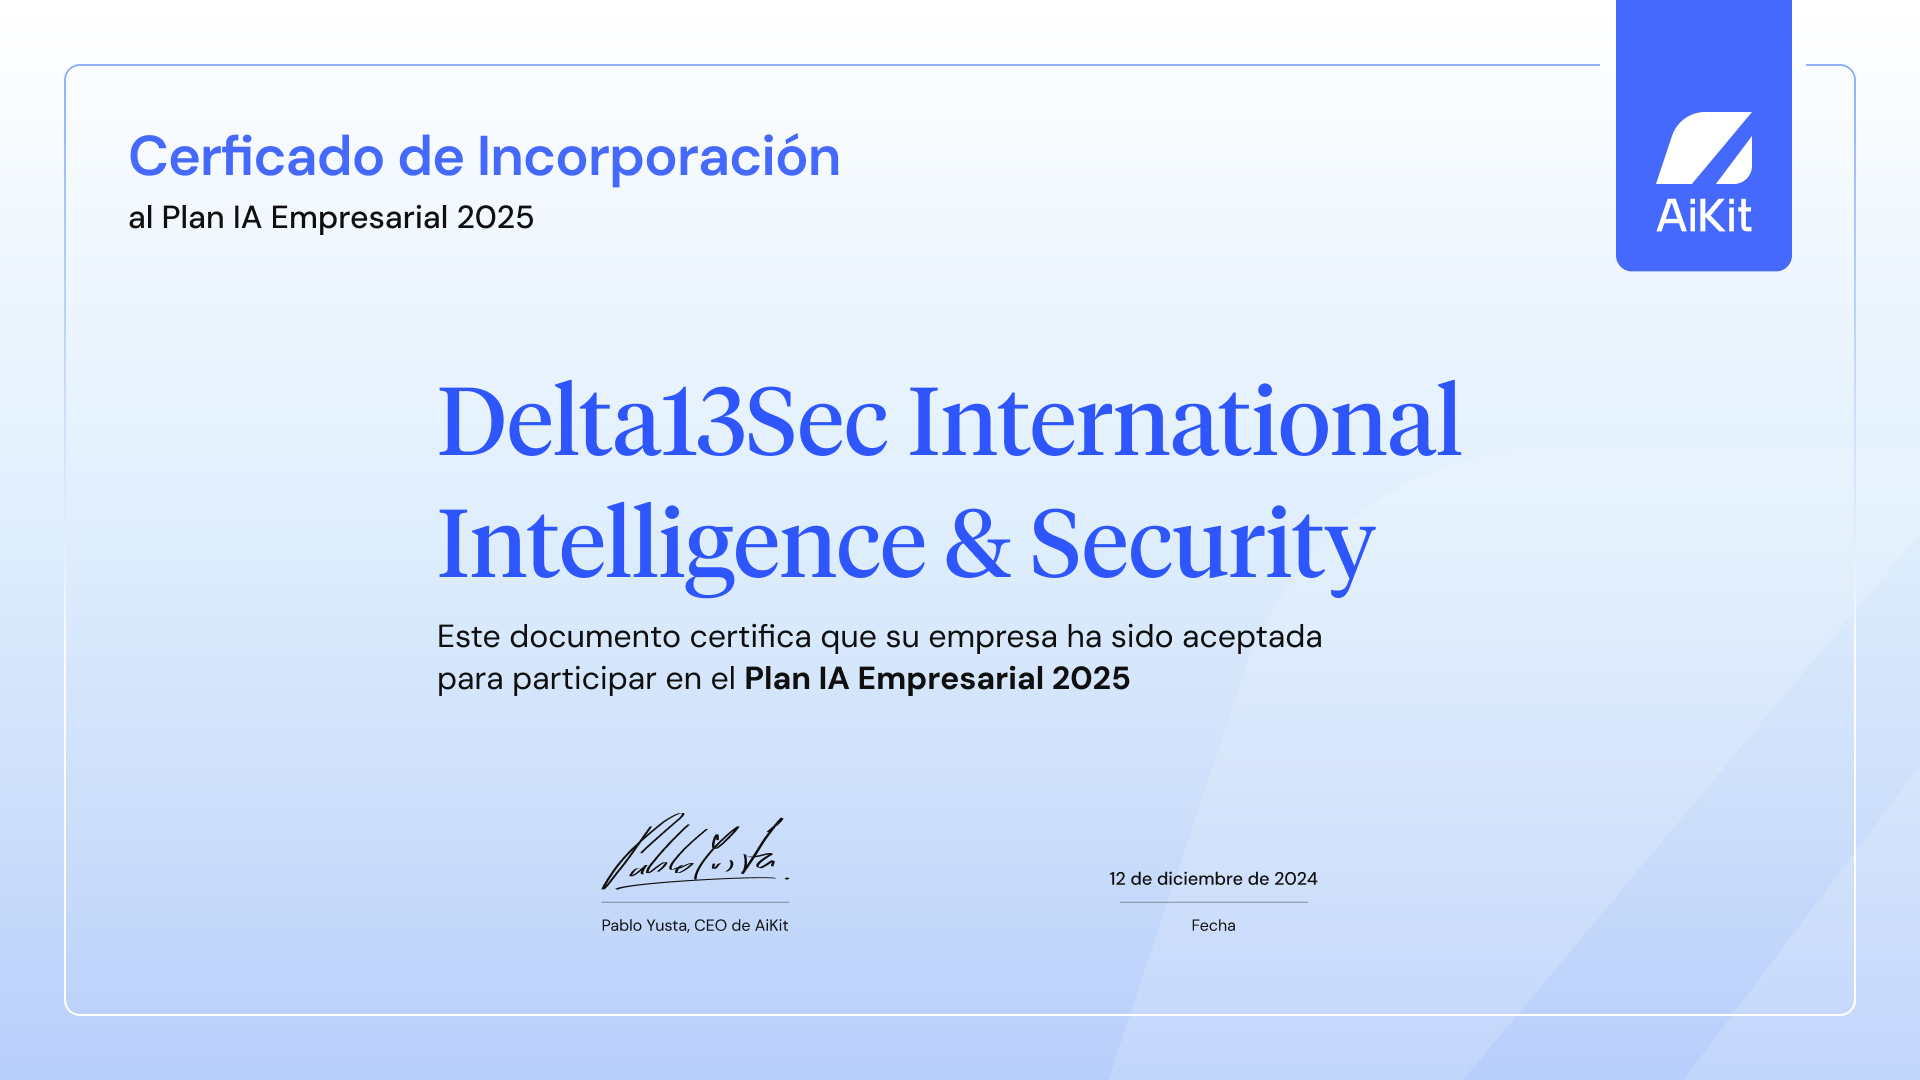 Cerficado de Incorporación
al Plan IA Empresarial 2025
AiKit
Delta13Sec International
Intelligence & Security
Este documento certifica que su empresa ha sido aceptada
para participar en el Plan IA Empresarial 2025
Pablo Yusta.
12 de diciembre de 2024
Pablo Yusta, CEO de AiKit
Fecha